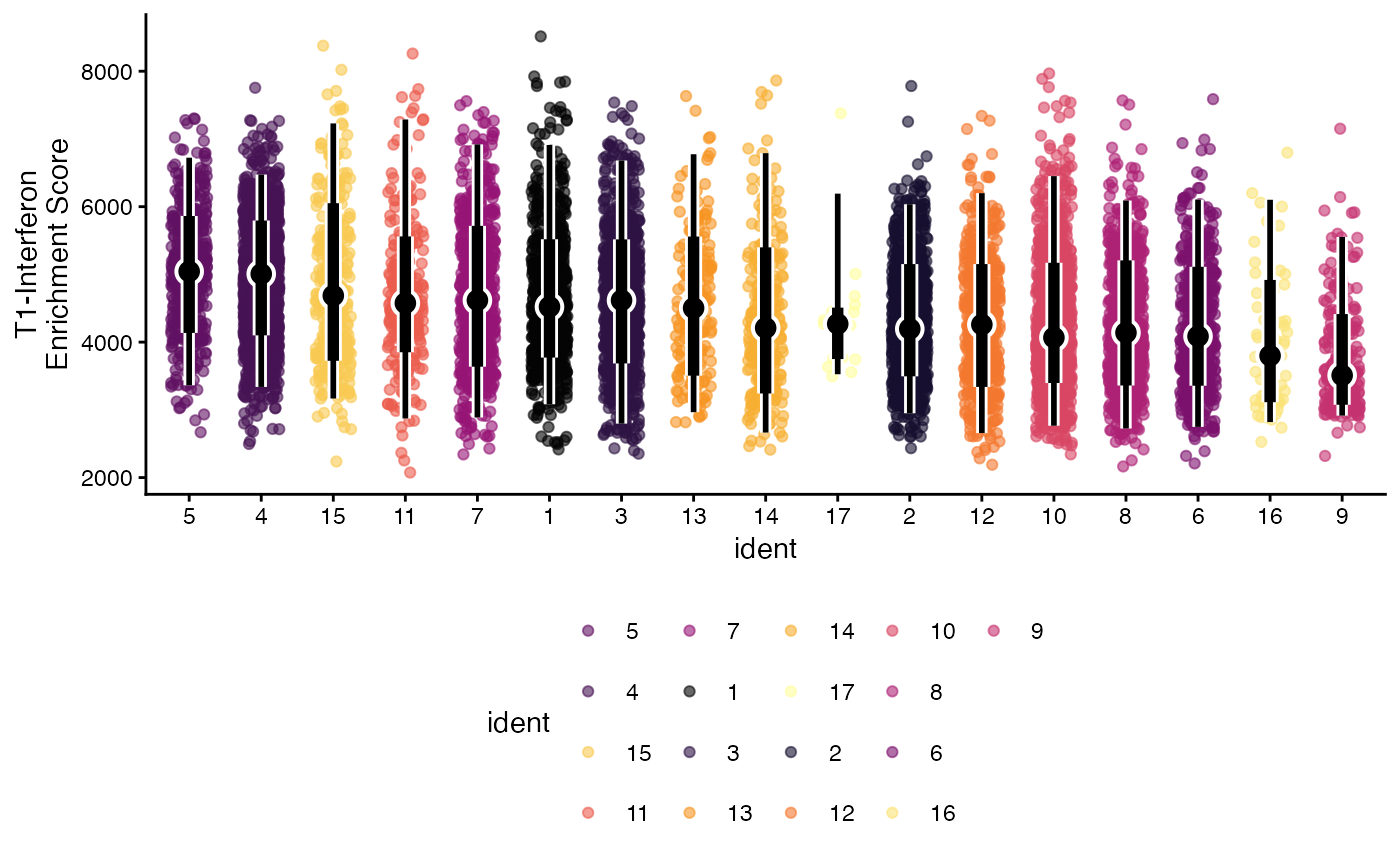 T1-Interferon
Enrichment Score
8000
6000
4000
2000
5 4 15 11 7 1 3 13 14 17 2 12 10 8 6 16 9
ident
ident
5 7 14 10 9
4 1 17 8
15 3 2 6
11 13 12 16